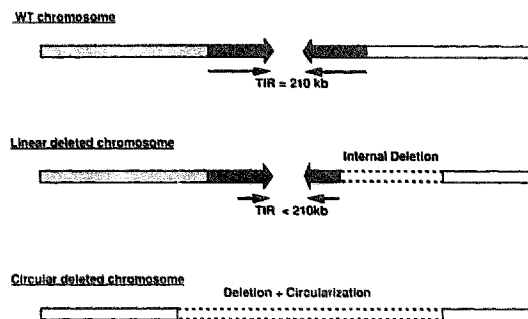 WT chromosome
TIR = 210 kb
Linear deleted chromosome
Internal Deletion
TIR < 210kb
Circular deleted chromosome
Deletion + Circularization